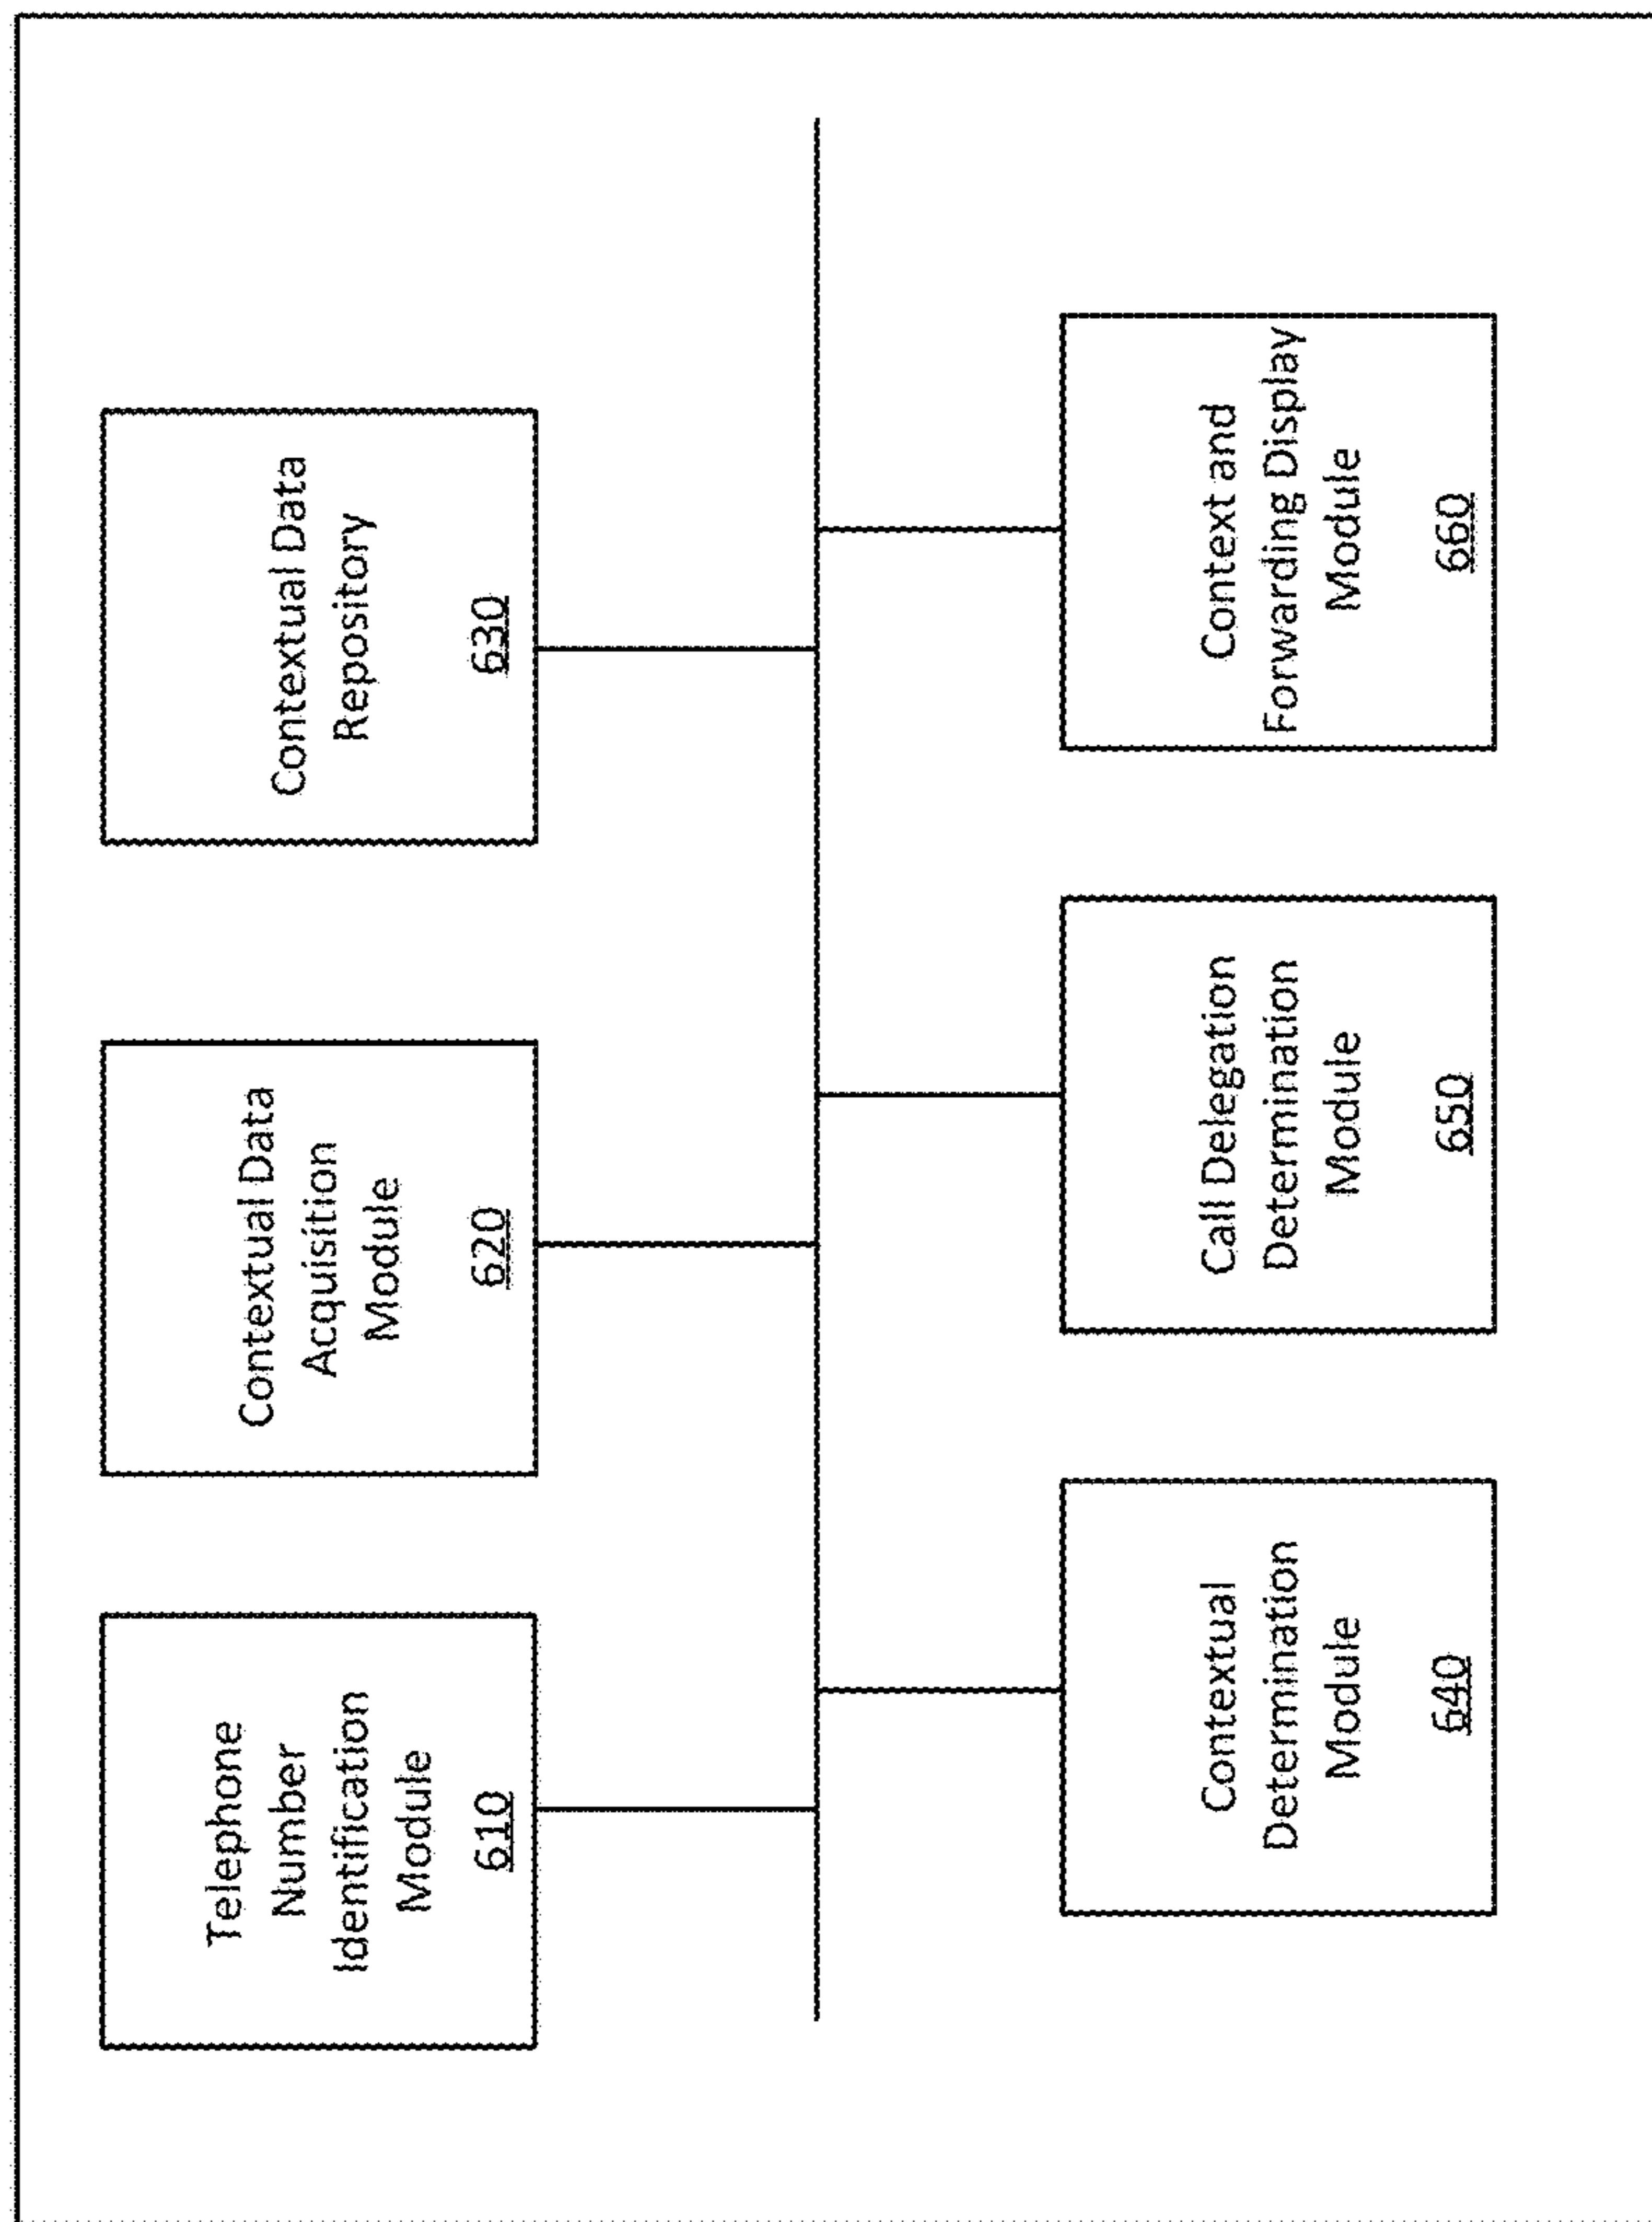 Telephone
Number
Identification
Module
610
Contextual Data
Acquisition
Module
620
Contextual Data
Repository
630
Contextual
Determination
Module
640
Call Delegation
Determination
Module
650
Context and
Forwarding Display
Module
660